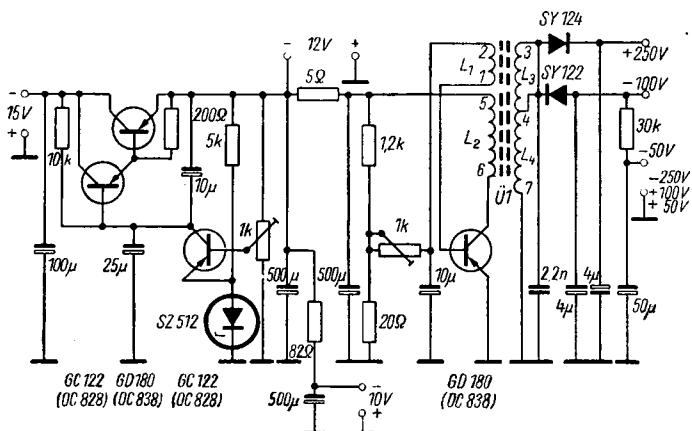 SY 124
+250V
SY 122
-100V
12V
- +
5Ω
2
L1
1
5
L2
6
Ü1
3
L3
4
L4
7
30k
-50V
-250V
+100V
+50V
- 15V +
10k
200Ω
5k
10µ
1,2k
1k
1k
100µ
25µ
500µ
500µ
10µ
2,2n
4µ
4µ
50µ
SZ 512
82Ω
20Ω
GC 122 GD180 GC 122
(OC 828) (OC 838) (OC 828)
500µ
- 10V +
GD 180
(OC 838)